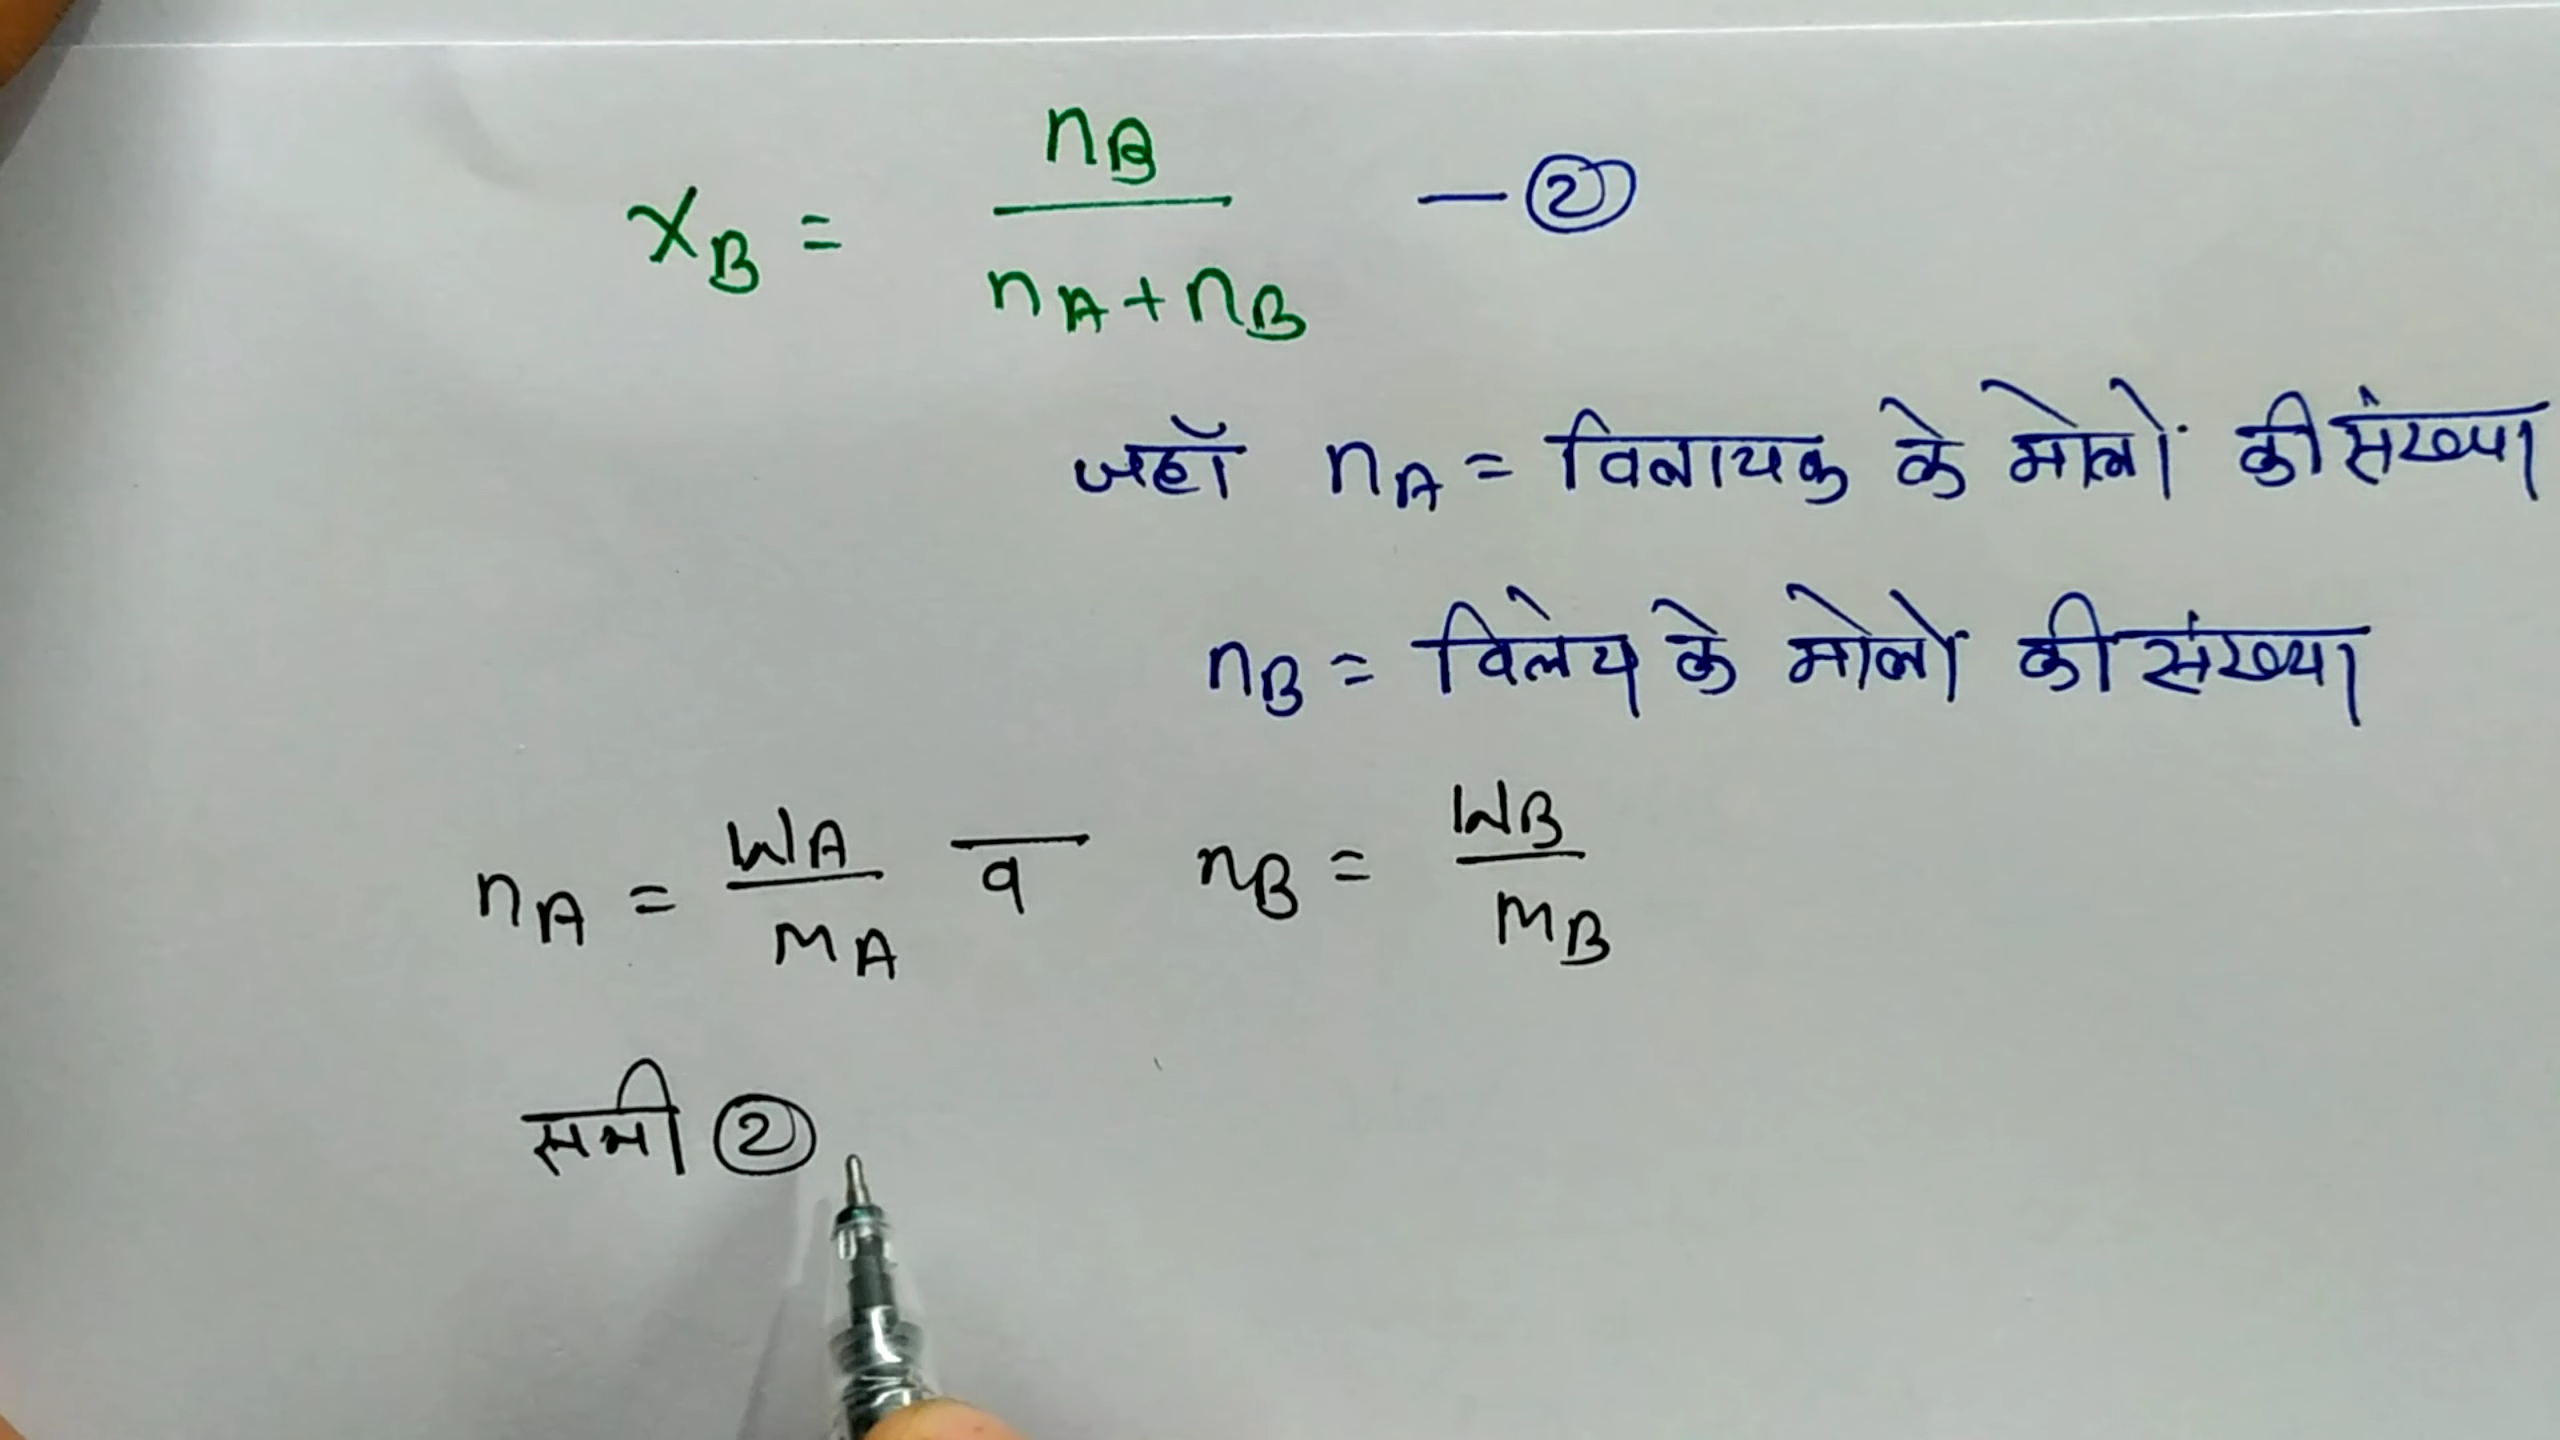 xB = nB / nA + nB — ②
जहाँ nA = विलायक के मोलों की संख्या
nB = विलेय के मोलों की संख्या
nA = WA / MA व nB = WB / MB
समी ②